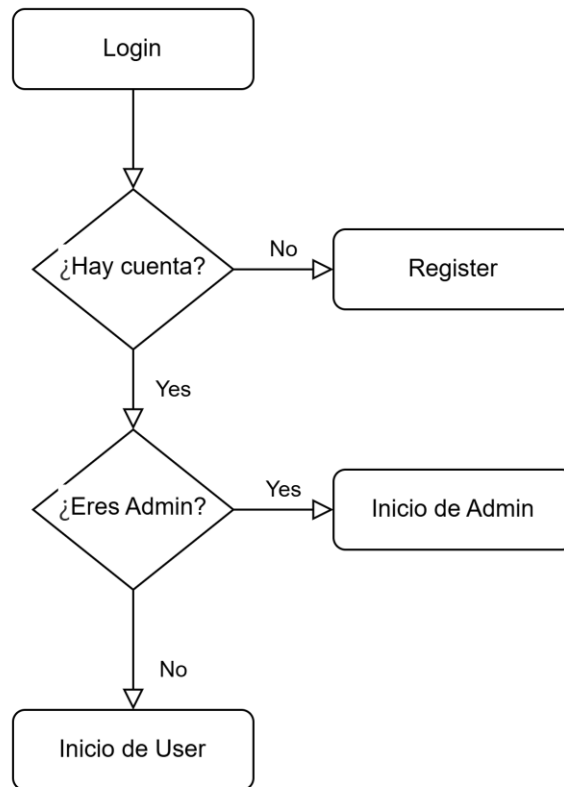 Login
¿Hay cuenta?
No
Register
Yes
¿Eres Admin?
Yes
Inicio de Admin
No
Inicio de User